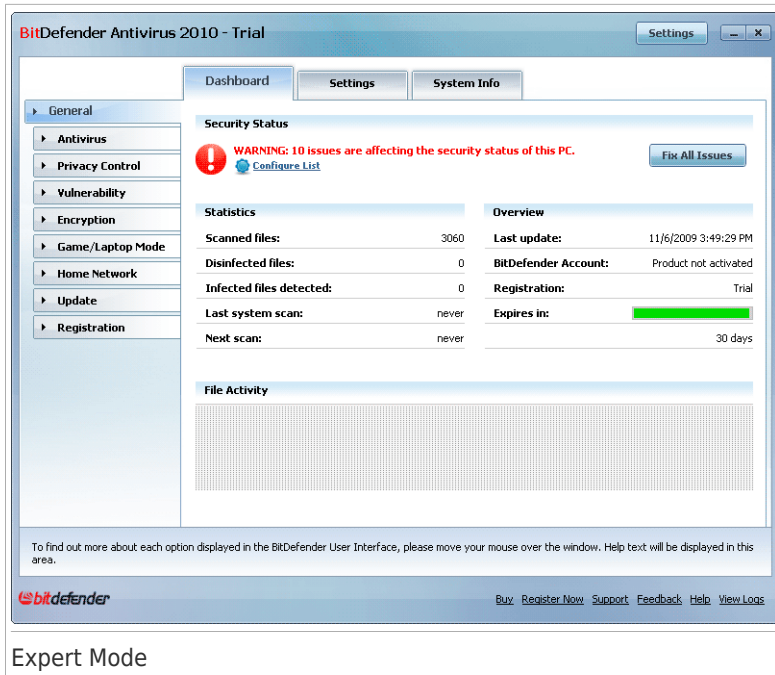 BitDefender Antivirus 2010 - Trial
Settings
Dashboard
Settings
System Info
General
Antivirus
Privacy Control
Vulnerability
Encryption
Game/Laptop Mode
Home Network
Update
Registration
Security Status
WARNING: 10 issues are affecting the security status of this PC.
Configure List
Fix All Issues
Statistics
Scanned files: 3060
Disinfected files: 0
Infected files detected: 0
Last system scan: never
Next scan: never
Overview
Last update: 11/6/2009 3:49:29 PM
BitDefender Account: Product not activated
Registration: Trial
Expires in:
30 days
File Activity
To find out more about each option displayed in the BitDefender User Interface, please move your mouse over the window. Help text will be displayed in this
area.
bitdefender
Buy Register Now Support Feedback Help View Logs
Expert Mode